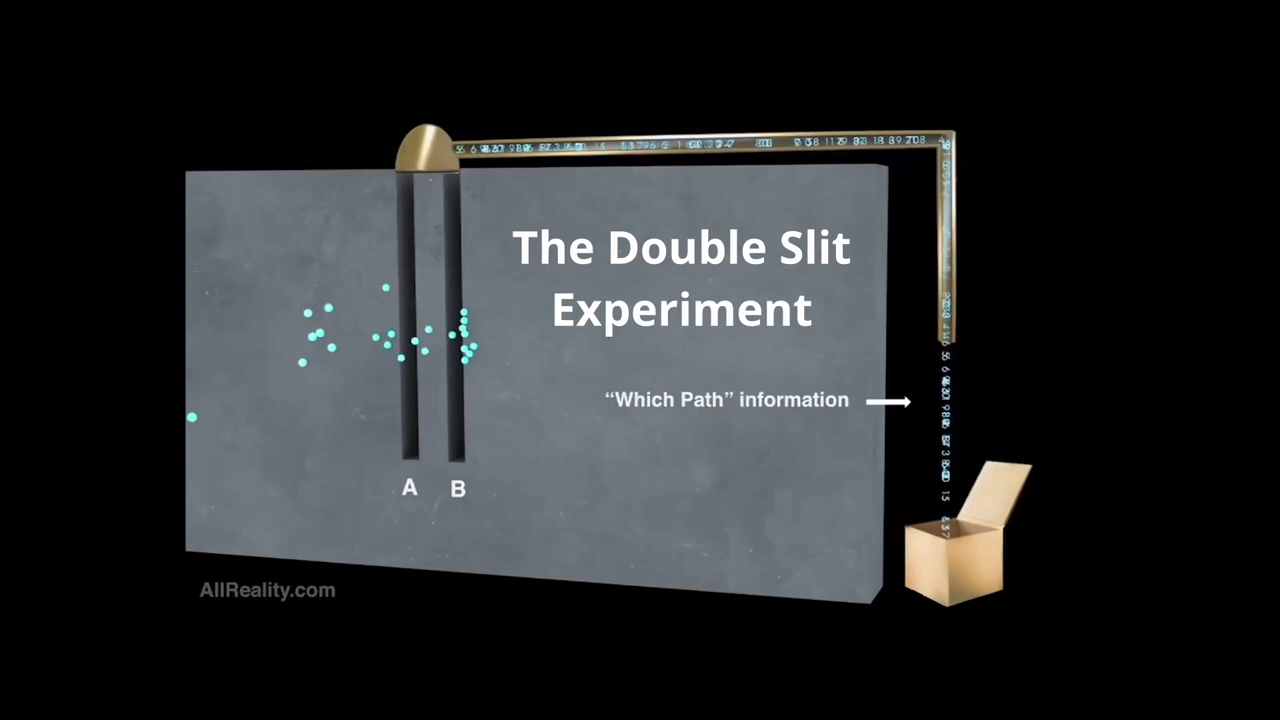 The Double Slit
Experiment
“Which Path” information
A
B
AllReality.com